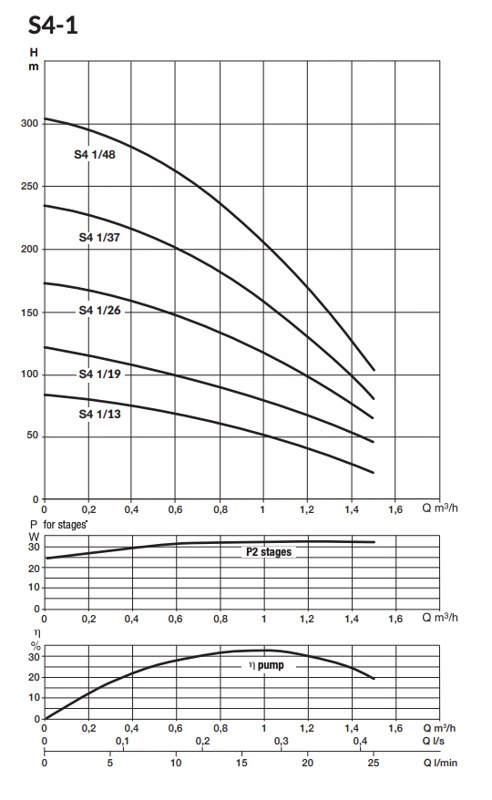 S4-1
H
m
300
S4 1/48
250
S4 1/37
200
S4 1/26
150
100
S4 1/19
S4 1/13
50
0
0 0,2 0,4 0,6 0,8 1 1,2 1,4 1,6 Q m³/h
P for stages*
W
30
P2 stages
20
10
0
0 0,2 0,4 0,6 0,8 1 1,2 1,4 1,6 Q m³/h
η
%
30
η pump
20
10
0
0 0,2 0,4 0,6 0,8 1 1,2 1,4 1,6 Q m³/h
0 0,1 0,2 0,3 0,4 Q l/s
0 5 10 15 20 25 Q l/min